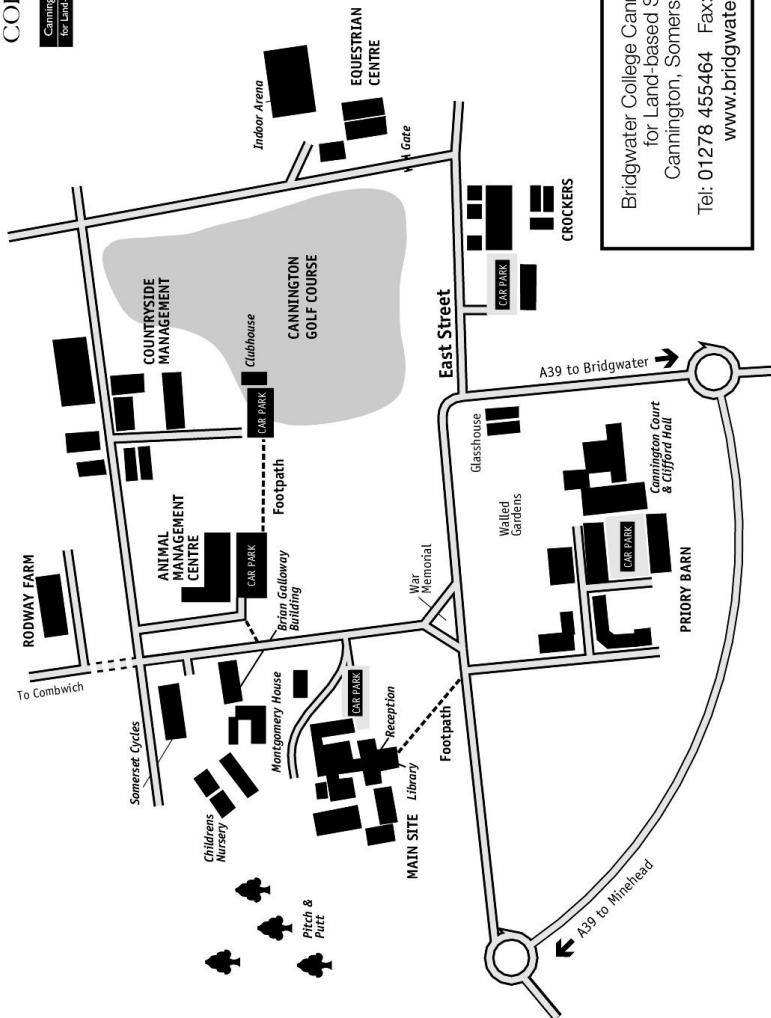 Canning
for Land-
RODWAY FARM
To Combwich
Somerset Cycles
Childrens
Nursery
Pitch &
Putt
ANIMAL
MANAGEMENT
CENTRE
CAR PARK
Footpath
Brian Galloway
Building
Montgomery House
CAR PARK
Reception
Library
MAIN SITE
Footpath
War
Memorial
COUNTRYSIDE
MANAGEMENT
Clubhouse
CAR PARK
CANNINGTON
GOLF COURSE
Indoor Arena
EQUESTRIAN
CENTRE
Gate
East Street
CAR PARK
CROCKERS
Glasshouse
Walled
Gardens
Cannington Court
& Clifford Hall
CAR PARK
PRIORY BARN
A39 to Bridgwater
A39 to Minehead
Bridgwater College Cann
for Land-based S
Cannington, Somers
Tel: 01278 455464 Fax:
www.bridgwate